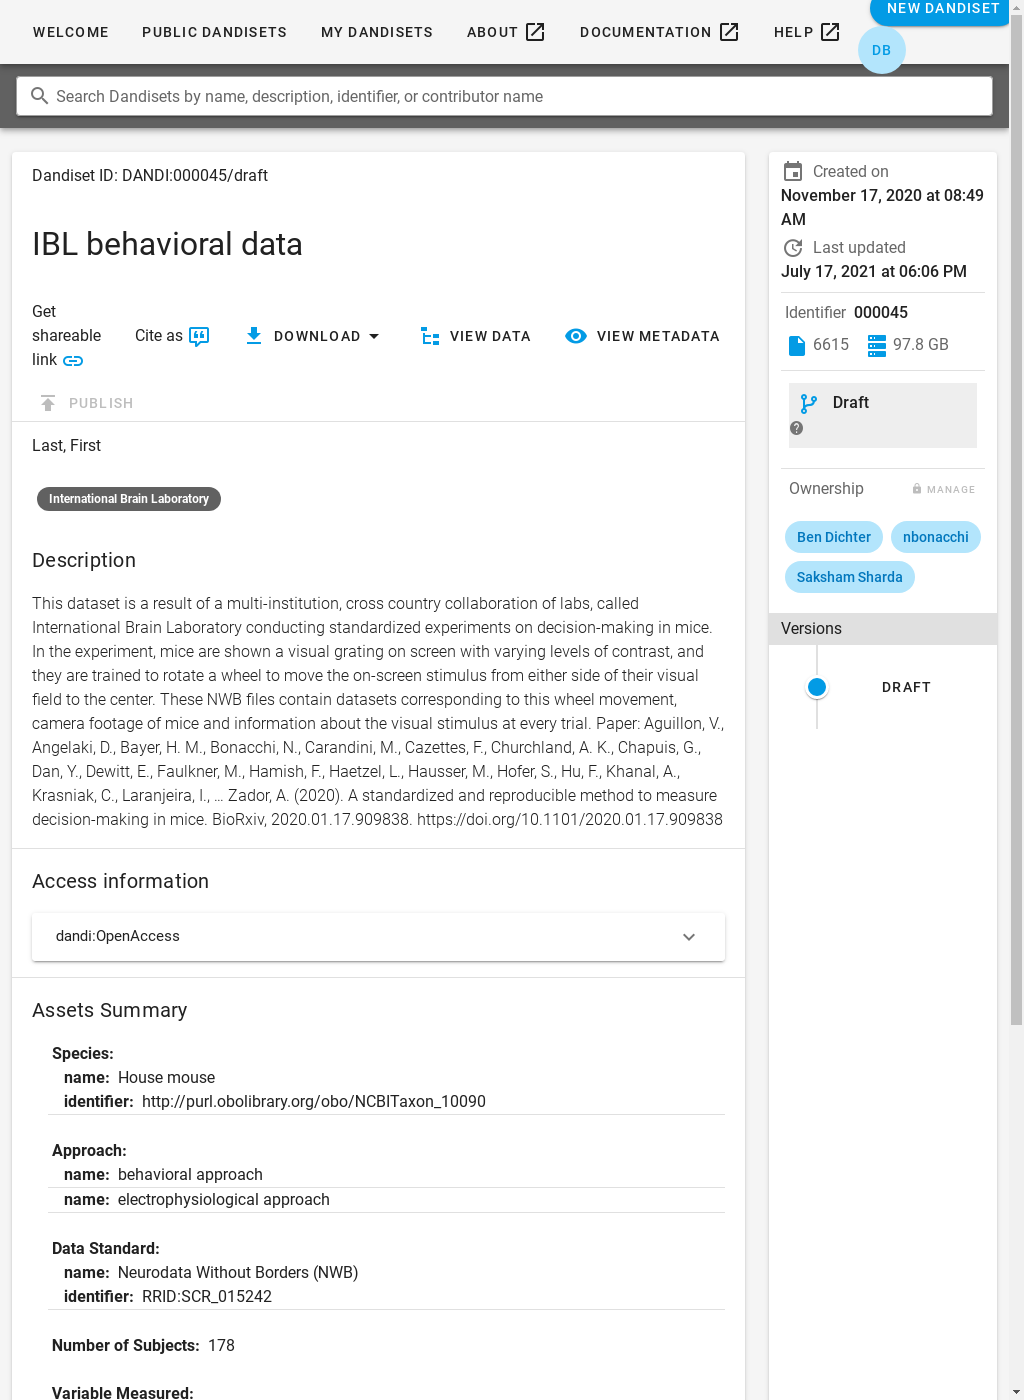 WELCOME
PUBLIC DANDISETS
MY DANDISETS
ABOUT
DOCUMENTATION
HELP
NEW DANDISET
DB
Search Dandisets by name, description, identifier, or contributor name
Dandiset ID: DANDI:000045/draft
IBL behavioral data
Get
shareable
link
Cite as
DOWNLOAD
VIEW DATA
VIEW METADATA
PUBLISH
Last, First
International Brain Laboratory
Description
This dataset is a result of a multi-institution, cross country collaboration of labs, called
International Brain Laboratory conducting standardized experiments on decision-making in mice.
In the experiment, mice are shown a visual grating on screen with varying levels of contrast, and
they are trained to rotate a wheel to move the on-screen stimulus from either side of their visual
field to the center. These NWB files contain datasets corresponding to this wheel movement,
camera footage of mice and information about the visual stimulus at every trial. Paper: Aguillon, V.,
Angelaki, D., Bayer, H. M., Bonacchi, N., Carandini, M., Cazettes, F., Churchland, A. K., Chapuis, G.,
Dan, Y., Dewitt, E., Faulkner, M., Hamish, F., Haetzel, L., Hausser, M., Hofer, S., Hu, F., Khanal, A.,
Krasniak, C., Laranjeira, I., … Zador, A. (2020). A standardized and reproducible method to measure
decision-making in mice. BioRxiv, 2020.01.17.909838. https://doi.org/10.1101/2020.01.17.909838
Access information
dandi:OpenAccess
Assets Summary
Species:
name: House mouse
identifier: http://purl.obolibrary.org/obo/NCBITaxon_10090
Approach:
name: behavioral approach
name: electrophysiological approach
Data Standard:
name: Neurodata Without Borders (NWB)
identifier: RRID:SCR_015242
Number of Subjects: 178
Variable Measured:
Created on
November 17, 2020 at 08:49
AM
Last updated
July 17, 2021 at 06:06 PM
Identifier 000045
6615
97.8 GB
Draft
Ownership
MANAGE
Ben Dichter
nbonacchi
Saksham Sharda
Versions
DRAFT